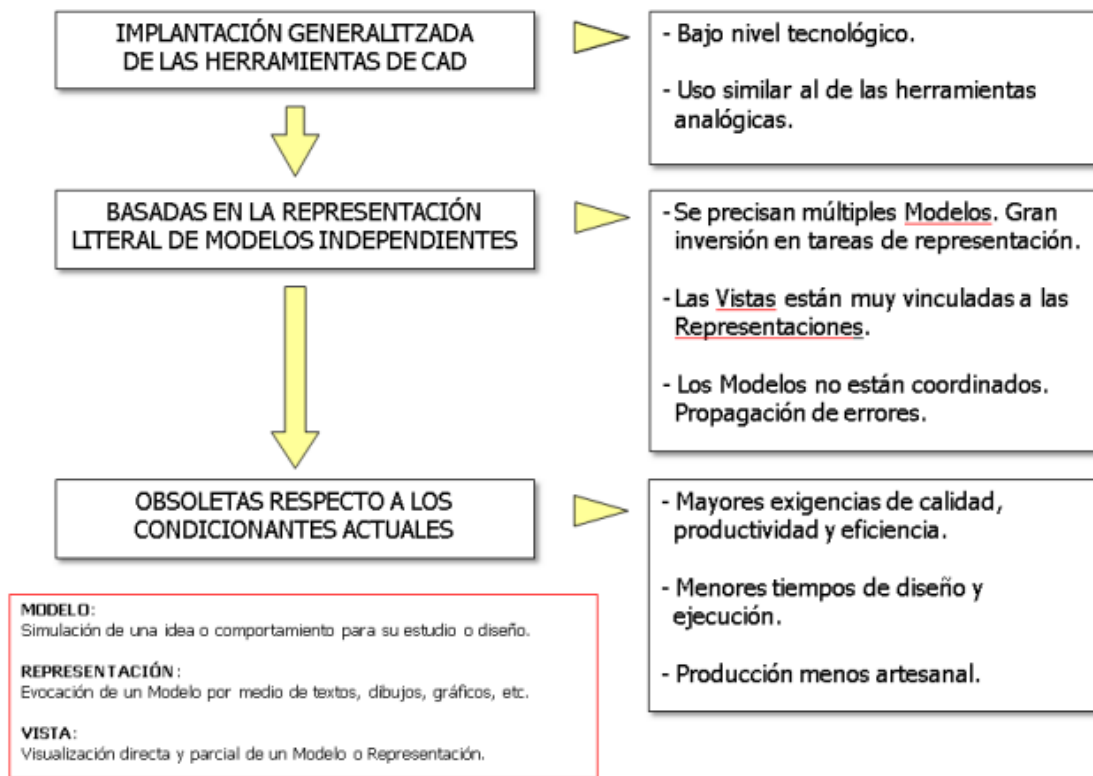 IMPLANTACIÓN GENERALITZADA
DE LAS HERRAMIENTAS DE CAD
- Bajo nivel tecnológico.
- Uso similar al de las herramientas
analógicas.
BASADAS EN LA REPRESENTACIÓN
LITERAL DE MODELOS INDEPENDIENTES
- Se precisan múltiples Modelos. Gran
inversión en tareas de representación.
- Las Vistas están muy vinculadas a las
Representaciones.
- Los Modelos no están coordinados.
Propagación de errores.
OBSOLETAS RESPECTO A LOS
CONDICIONANTES ACTUALES
- Mayores exigencias de calidad,
productividad y eficiencia.
- Menores tiempos de diseño y
ejecución.
- Producción menos artesanal.
MODELO:
Simulación de una idea o comportamiento para su estudio o diseño.
REPRESENTACIÓN:
Evocación de un Modelo por medio de textos, dibujos, gráficos, etc.
VISTA:
Visualización directa y parcial de un Modelo o Representación.